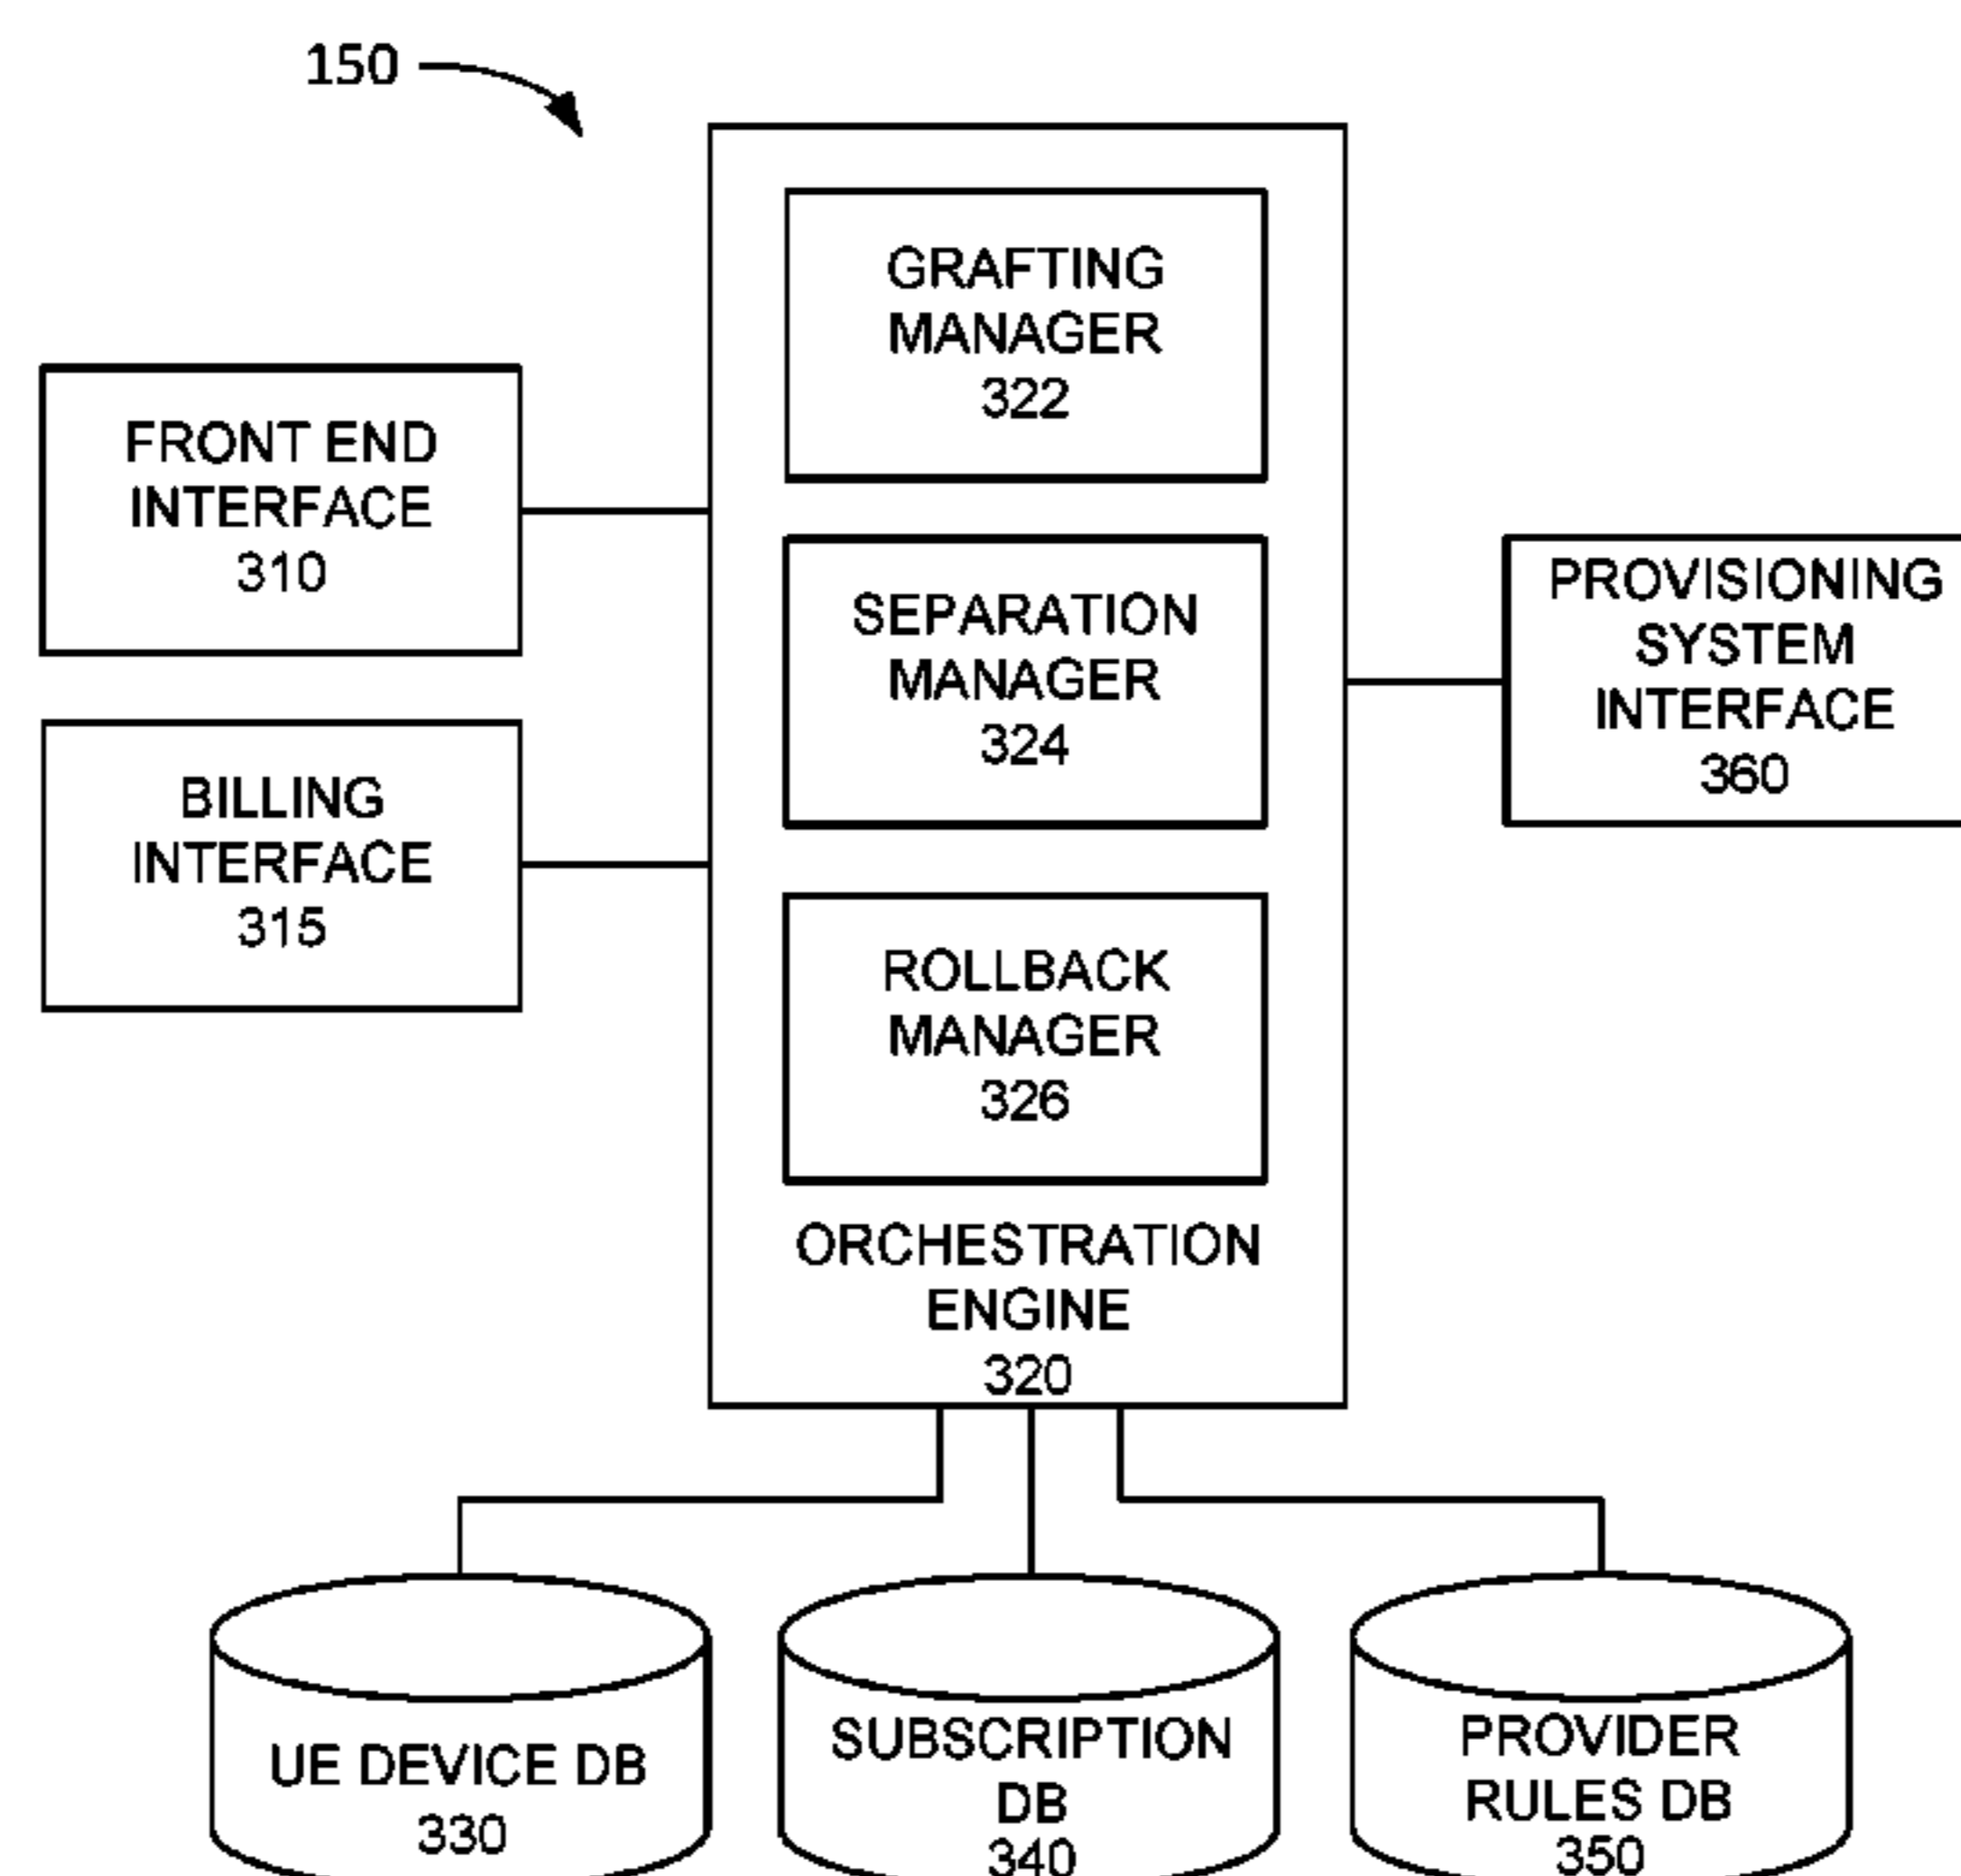 150
GRAFTING
MANAGER
322
FRONT END
INTERFACE
310
SEPARATION
MANAGER
324
PROVISIONING
SYSTEM
INTERFACE
360
BILLING
INTERFACE
315
ROLLBACK
MANAGER
326
ORCHESTRATION
ENGINE
320
UE DEVICE DB
330
SUBSCRIPTION
DB
340
PROVIDER
RULES DB
350